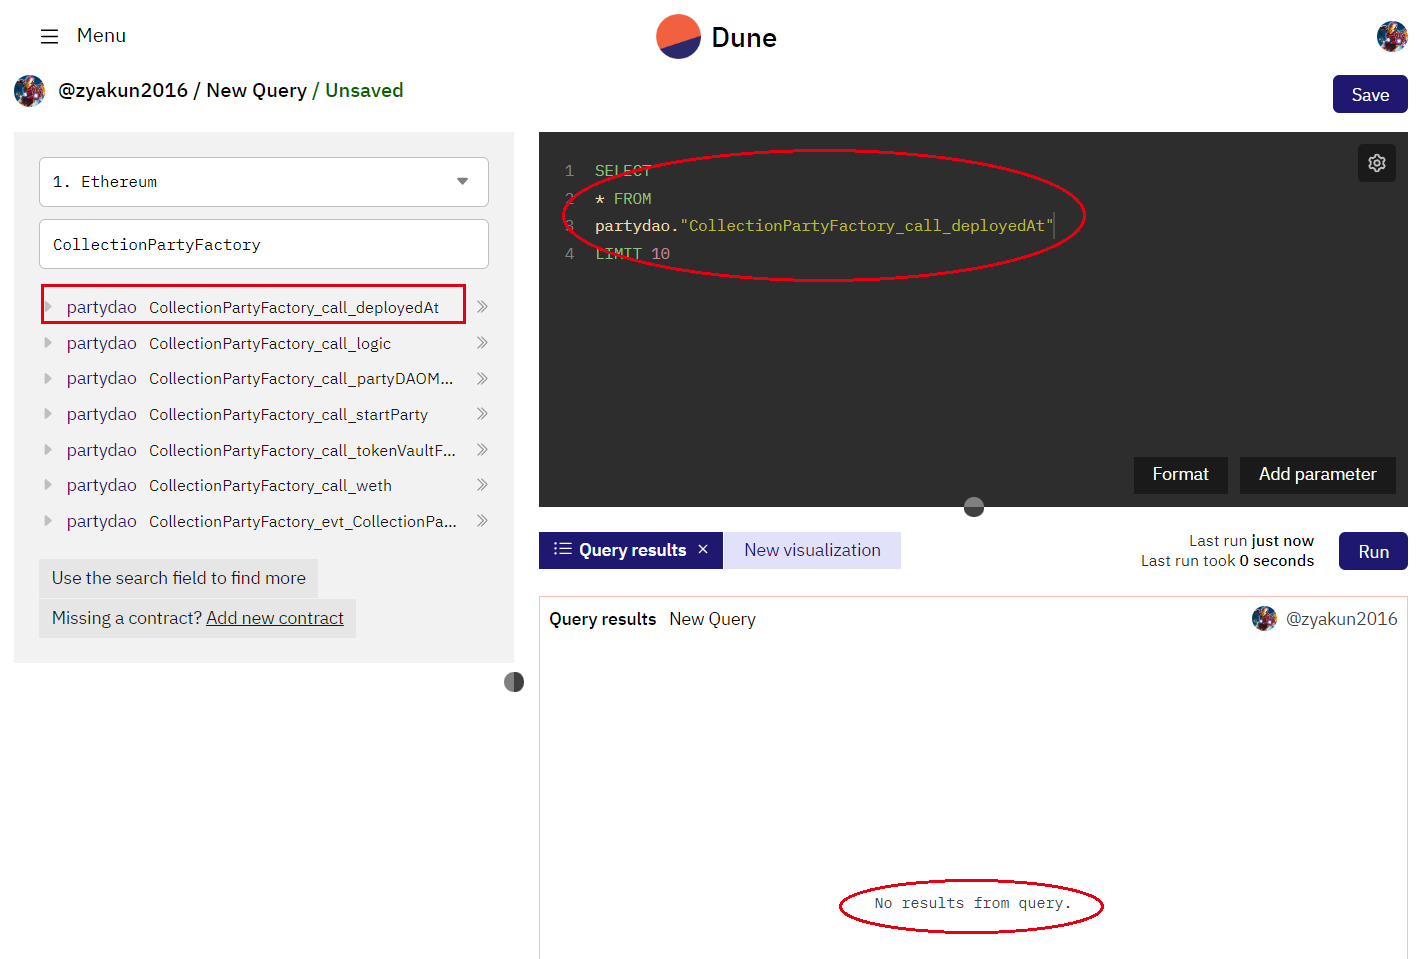 Menu
Dune
@zyakun2016 / New Query / Unsaved
Save
1. Ethereum
CollectionPartyFactory
partydao CollectionPartyFactory_call_deployedAt
partydao CollectionPartyFactory_call_logic
partydao CollectionPartyFactory_call_partyDAOM...
partydao CollectionPartyFactory_call_startParty
partydao CollectionPartyFactory_call_tokenVaultF...
partydao CollectionPartyFactory_call_weth
partydao CollectionPartyFactory_evt_CollectionPa...
Use the search field to find more
Missing a contract? Add new contract
1 SELECT
2 * FROM
3 partydao."CollectionPartyFactory_call_deployedAt"
4 LIMIT 10
Format
Add parameter
Query results ×
New visualization
Last run just now
Last run took 0 seconds
Run
Query results New Query
@zyakun2016
No results from query.